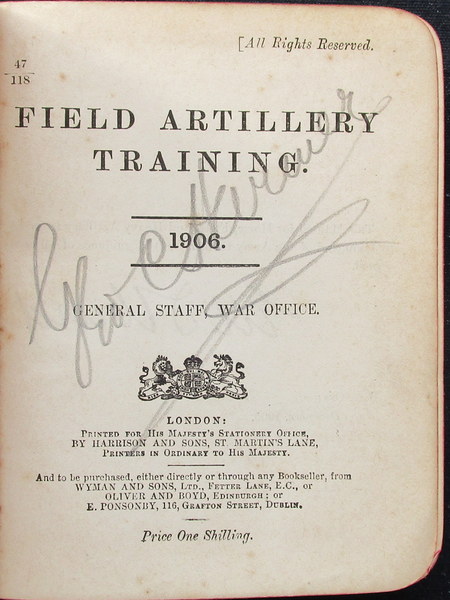 [All Rights Reserved.
47
118
FIELD ARTILLERY
TRAINING.
1906.
GENERAL STAFF, WAR OFFICE.
LONDON:
PRINTED FOR HIS MAJESTY'S STATIONERY OFFICE,
BY HARRISON AND SONS, ST. MARTIN'S LANE,
PRINTERS IN ORDINARY TO HIS MAJESTY.
And to be purchased, either directly or through any Bookseller, from
WYMAN AND SONS, LTD., FETTER LANE, E.C., or
OLIVER AND BOYD, EDINBURGH; or
E. PONSONBY, 116, GRAFTON STREET, DUBLIN.
Price One Shilling.